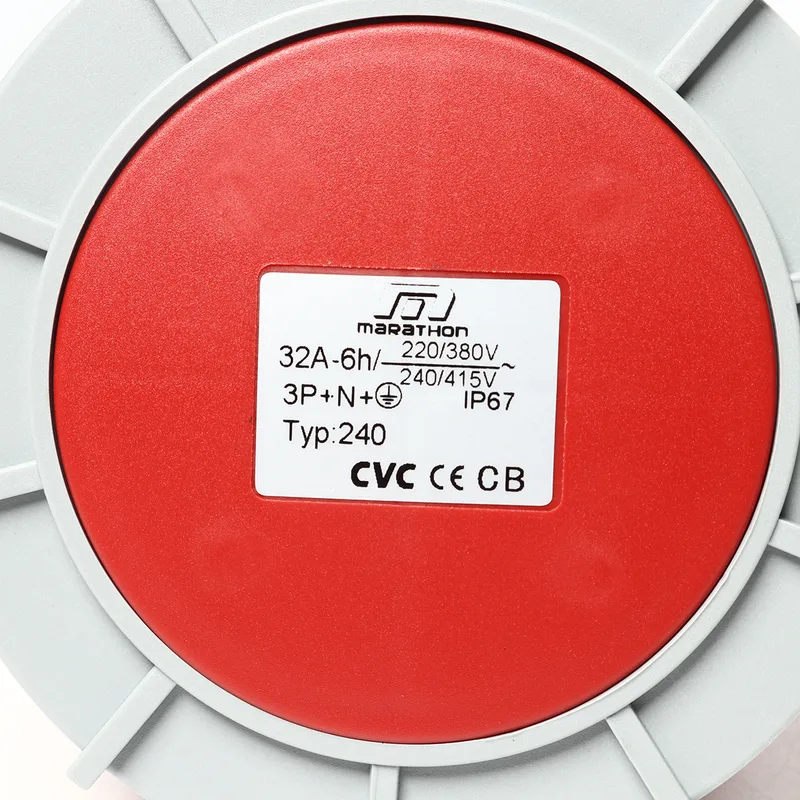 MARATHON
32A-6h/ 220/380V ~
240/415V
3P+N+⏚ IP67
Typ:240
CVC CE CB